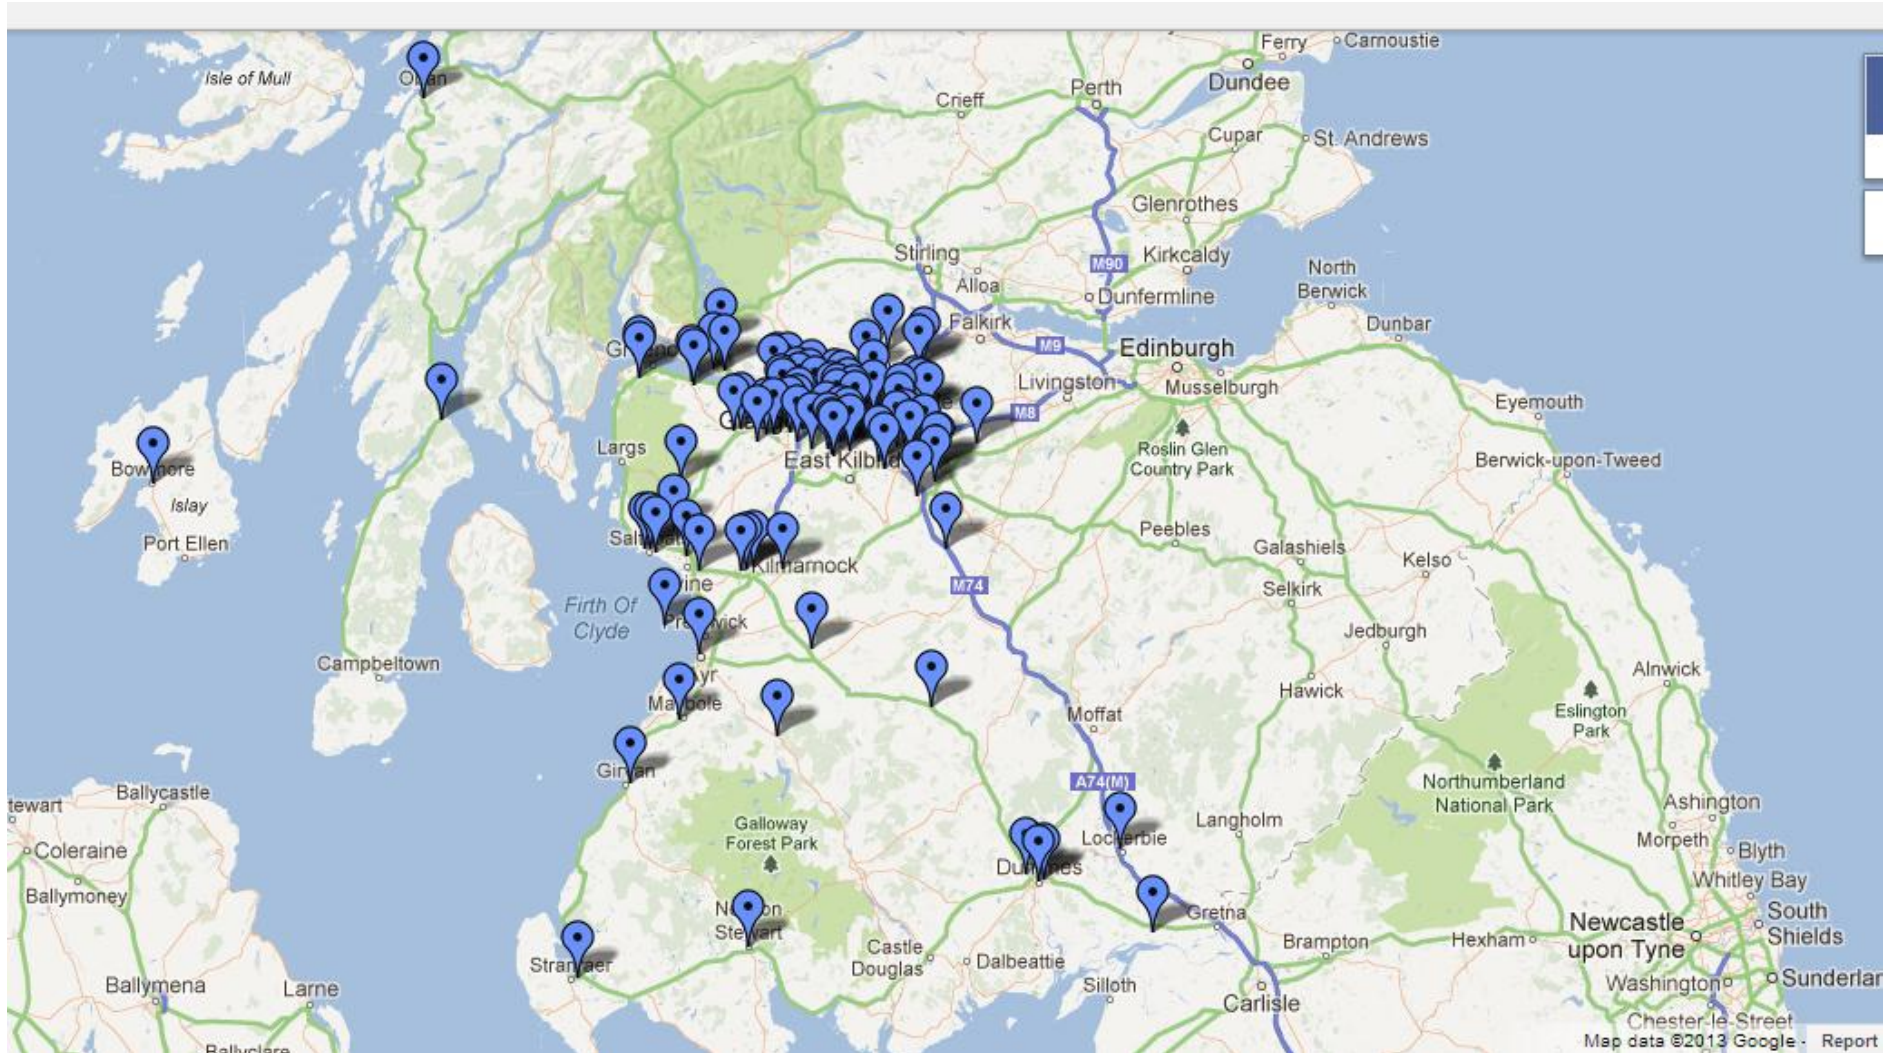 Ferry
Carnoustie
Isle of Mull
Dundee
Perth
Crieff
Cupar
St. Andrews
Glenrothes
Stirling
Kirkcaldy
M90
North
Berwick
Alloa
Dunfermline
Falkirk
Dunbar
M9
Edinburgh
Livingston
Musselburgh
M8
Eyemouth
Largs
Roslin Glen
Country Park
Berwick-upon-Tweed
Islay
Port Ellen
Peebles
Galashiels
Kelso
Kilmarnock
M74
Selkirk
Firth Of
Clyde
Jedburgh
Campbeltown
Alnwick
Hawick
Moffat
Eslington
Park
A74(M)
Northumberland
National Park
Ballycastle
tewart
Ashington
Galloway
Forest Park
Langholm
Morpeth
Coleraine
Blyth
Ballymoney
Whitley Bay
Gretna
South
Shields
Newcastle
upon Tyne
Brampton
Hexham
Castle
Douglas
Dalbeattie
Ballymena
Larne
Silloth
Washington
Sunderlan
Carlisle
Chester-le-Street
Map data ©2013 Google -
Report
Ballyclare